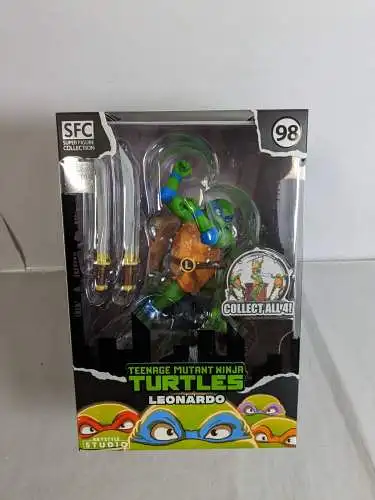 SFC
SUPER FIGURE
COLLECTION
98
L
COLLECT ALL 4!
TEENAGE MUTANT NINJA
TURTLES
LEONARDO
ABYSTYLE
STUDIO